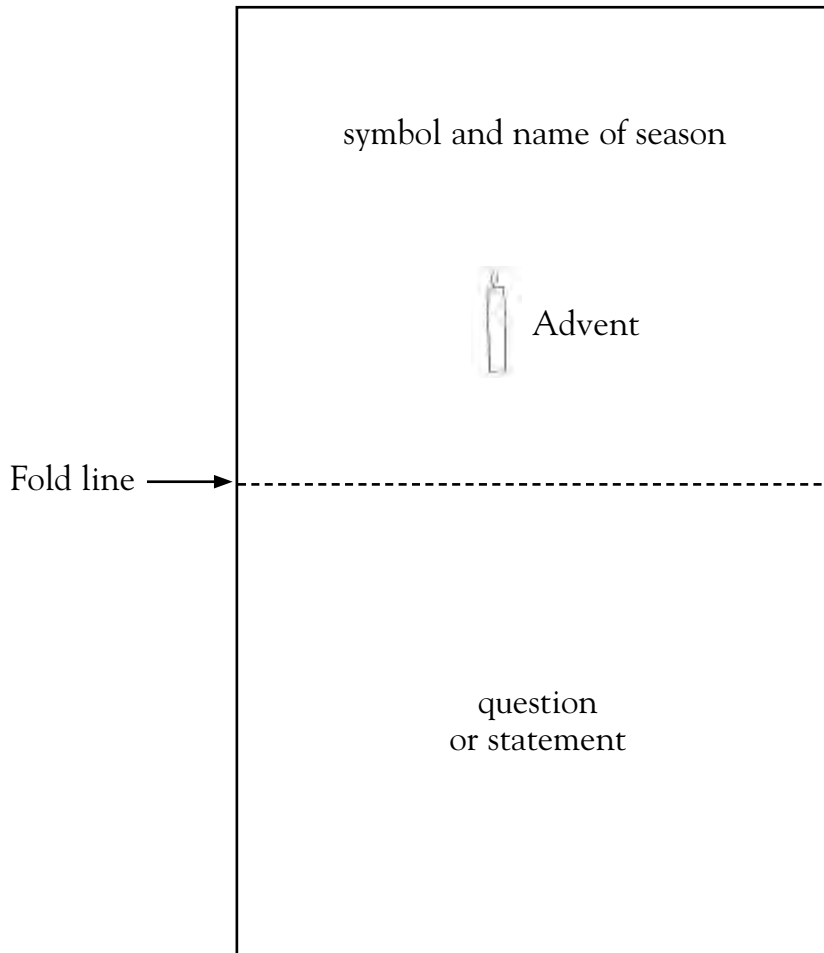 symbol and name of season
Advent
Fold line
question
or statement